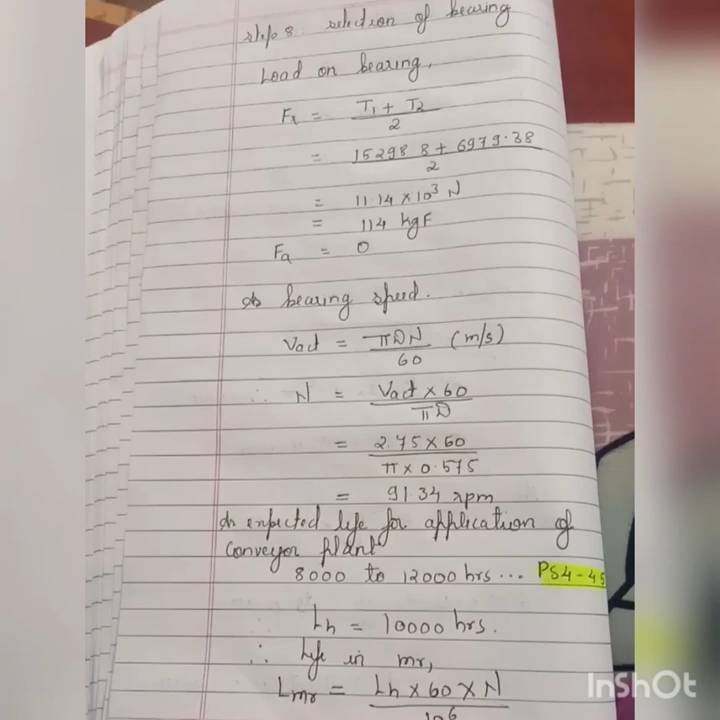 step 8 selection of bearing
Load on bearing,
Fr = T1 + T2 / 2
= 15298 8 + 6979.38 / 2
= 11.14 × 10³ N
= 114 kgF
Fa = 0
bearing speed.
Vact = πDN / 60 (m/s)
∴ N = Vact × 60 / πD
= 2.75 × 60 / π × 0.575
= 91.34 rpm
expected life for application of
conveyor plant
8000 to 12000 hrs ... PS4-45
Lh = 10000 hrs.
∴ Life in mr,
Lmr = Lh × 60 × N / 10⁶
InShOt